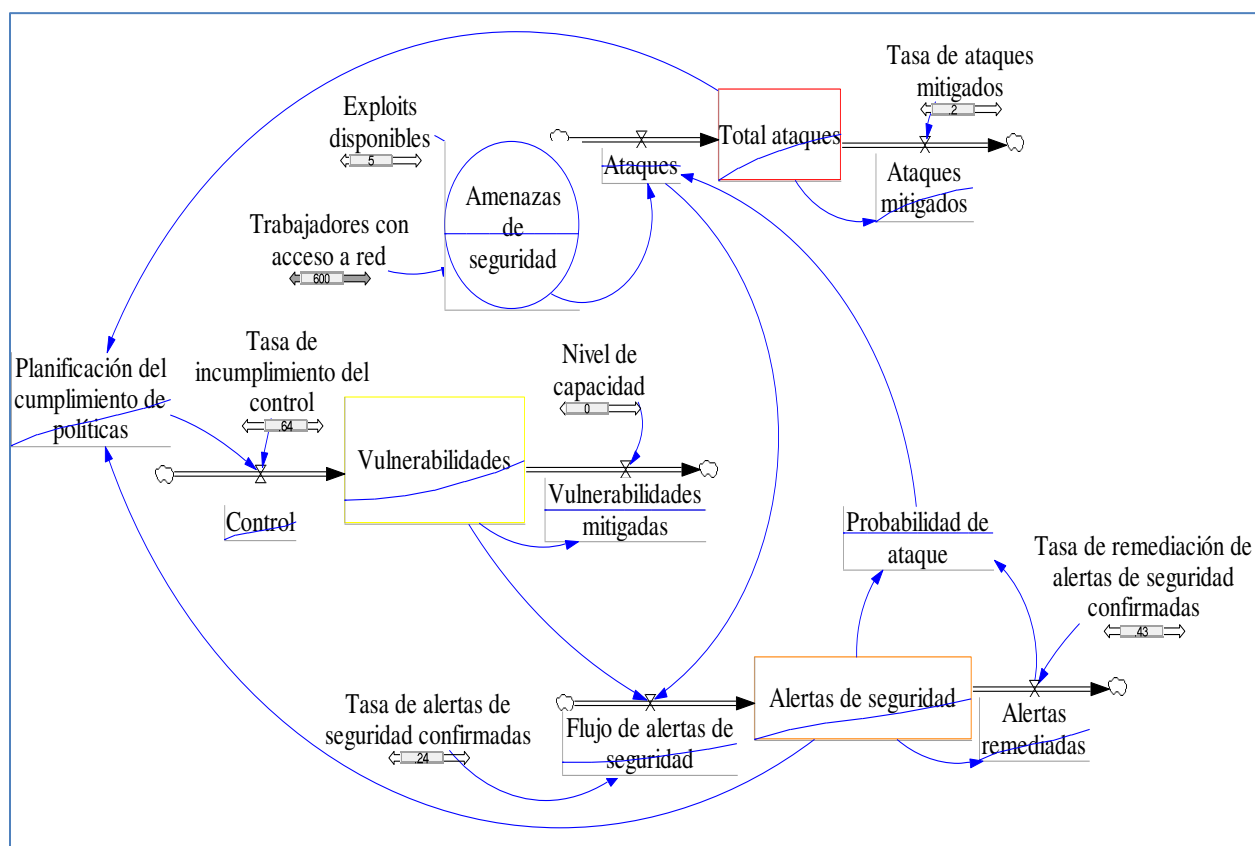 Tasa de ataques
mitigados
.2
Exploits
disponibles
5
Total ataques
Ataques
Ataques
mitigados
Amenazas
de
seguridad
Trabajadores con
acceso a red
600
Planificación del
cumplimiento de
políticas
Tasa de
incumplimiento del
control
.64
Nivel de
capacidad
0
Vulnerabilidades
Vulnerabilidades
mitigadas
Control
Probabilidad de
ataque
Tasa de remediación de
alertas de seguridad
confirmadas
.43
Tasa de alertas de
seguridad confirmadas
.24
Flujo de alertas de
seguridad
Alertas de seguridad
Alertas
remediadas